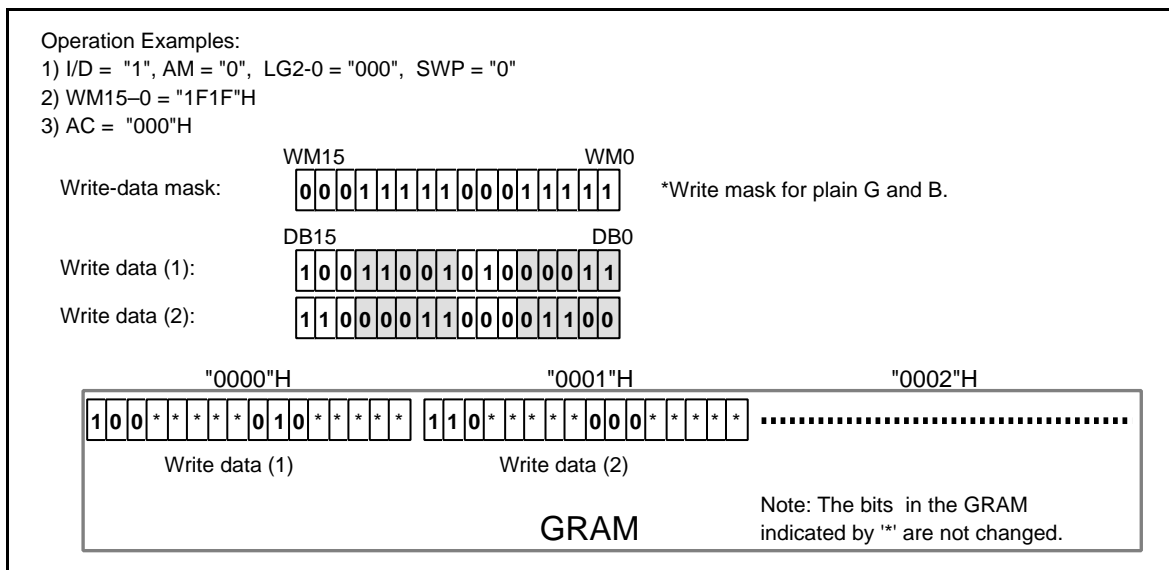 Operation Examples:
1) I/D = "1", AM = "0", LG2-0 = "000", SWP = "0"
2) WM15–0 = "1F1F"H
3) AC = "000"H
WM15 WM0
Write-data mask: 0 0 0 1 1 1 1 1 0 0 0 1 1 1 1 1 *Write mask for plain G and B.
DB15 DB0
Write data (1): 1 0 0 1 1 0 0 1 0 1 0 0 0 0 1 1
Write data (2): 1 1 0 0 0 0 1 1 0 0 0 0 1 1 0 0
"0000"H "0001"H "0002"H
1 0 0 * * * * * 0 1 0 * * * * * 1 1 0 * * * * * 0 0 0 * * * * *
Write data (1) Write data (2)
GRAM
Note: The bits in the GRAM
indicated by '*' are not changed.